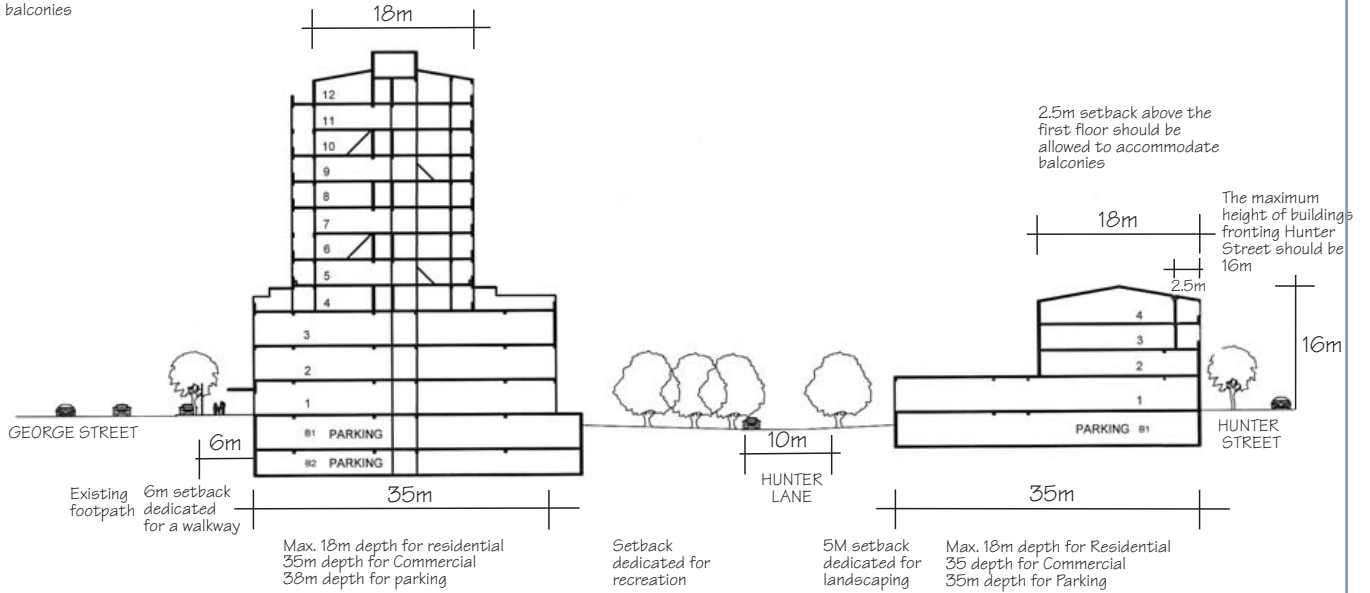 balconies
18m
12
11
10
9
8
7
6
5
4
3
2
1
B1 PARKING
B2 PARKING
GEORGE STREET
6m
Existing
footpath
6m setback
dedicated
for a walkway
35m
Max. 18m depth for residential
35m depth for Commercial
38m depth for parking
Setback
dedicated for
recreation
10m
HUNTER
LANE
5M setback
dedicated for
landscaping
2.5m setback above the
first floor should be
allowed to accommodate
balconies
The maximum
height of buildings
fronting Hunter
Street should be
16m
18m
2.5m
4
3
2
1
PARKING B1
16m
HUNTER
STREET
35m
Max. 18m depth for Residential
35 depth for Commercial
35m depth for Parking